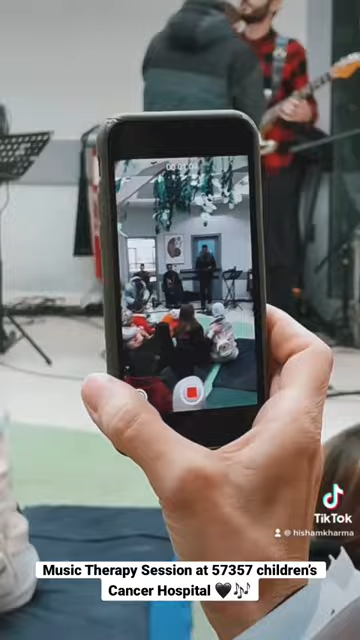 TikTok
@ hishamkharma
Music Therapy Session at 57357 children's
Cancer Hospital 🖤🎶